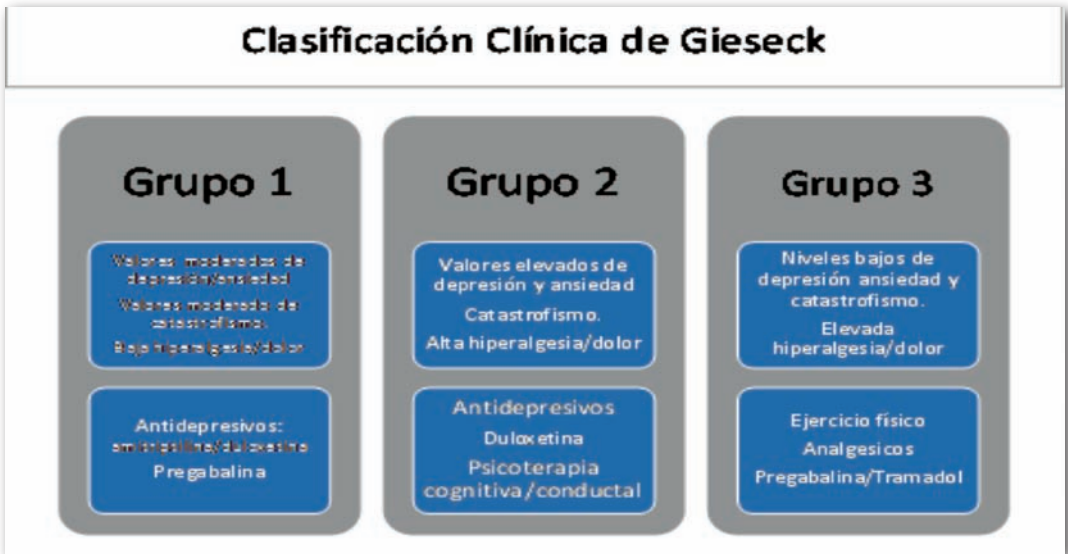 Clasificación Clínica de Gieseck
Grupo 1
Valores moderados de
depresión/ansiedad
Valores moderado de
catastrofismo.
Baja hiperalgesia/dolor
Antidepresivos:
amitriptilina/duloxetina
Pregabalina
Grupo 2
Valores elevados de
depresión y ansiedad
Catastrofismo.
Alta hiperalgesia/dolor
Antidepresivos
Duloxetina
Psicoterapia
cognitiva/conductal
Grupo 3
Niveles bajos de
depresión ansiedad y
catastrofismo.
Elevada
hiperalgesia/dolor
Ejercicio físico
Analgesicos
Pregabalina/Tramadol